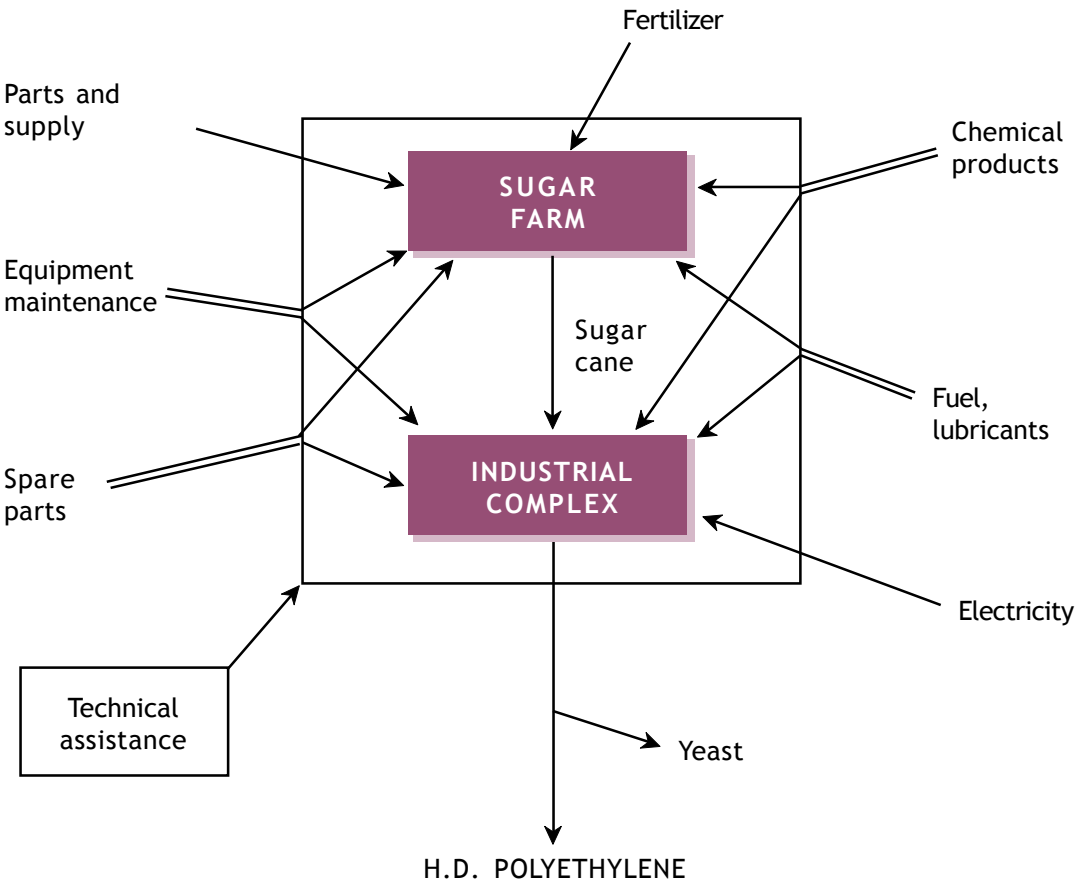 Fertilizer
Parts and
supply
Chemical
products
SUGAR
FARM
Equipment
maintenance
Sugar
cane
Fuel,
lubricants
Spare
parts
INDUSTRIAL
COMPLEX
Electricity
Technical
assistance
Yeast
H.D. POLYETHYLENE